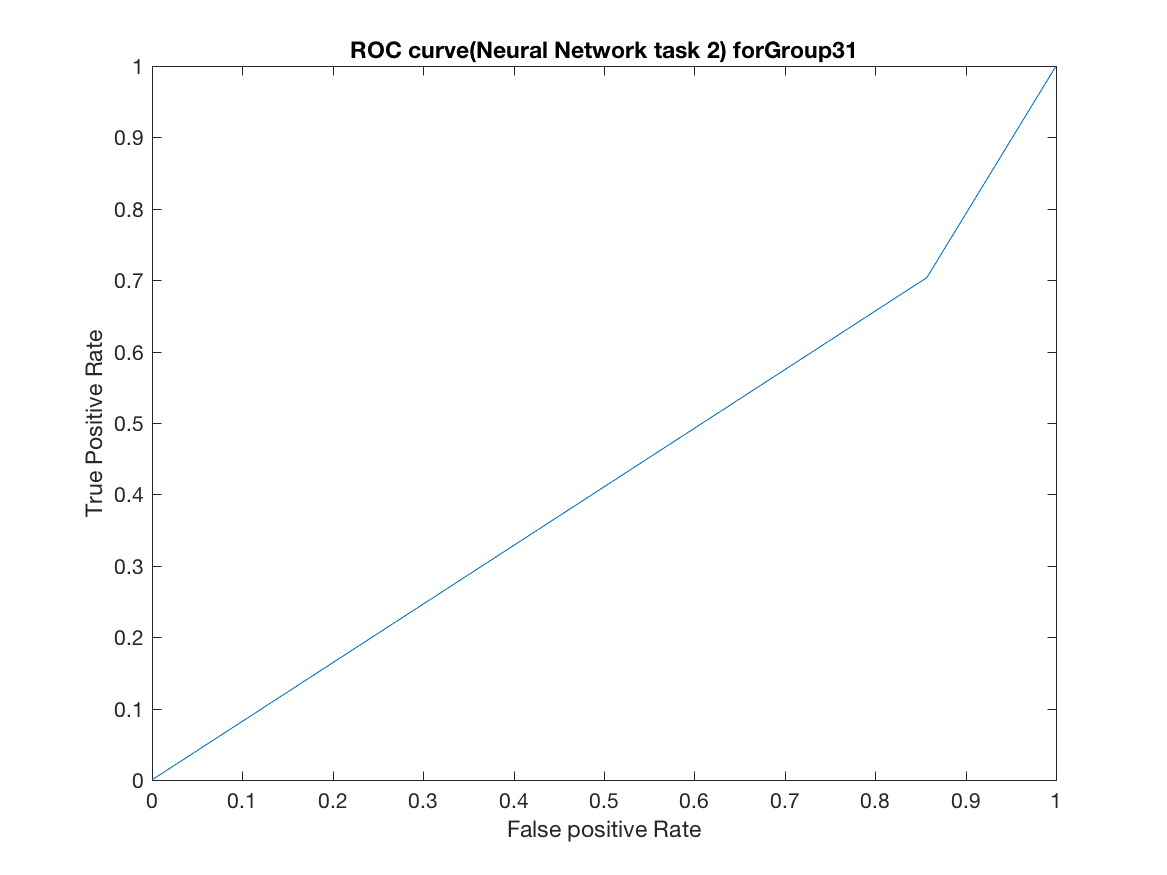 ROC curve(Neural Network task 2) forGroup31
1
0.9
0.8
0.7
0.6
0.5
0.4
0.3
0.2
0.1
0
True Positive Rate
0 0.1 0.2 0.3 0.4 0.5 0.6 0.7 0.8 0.9 1
False positive Rate